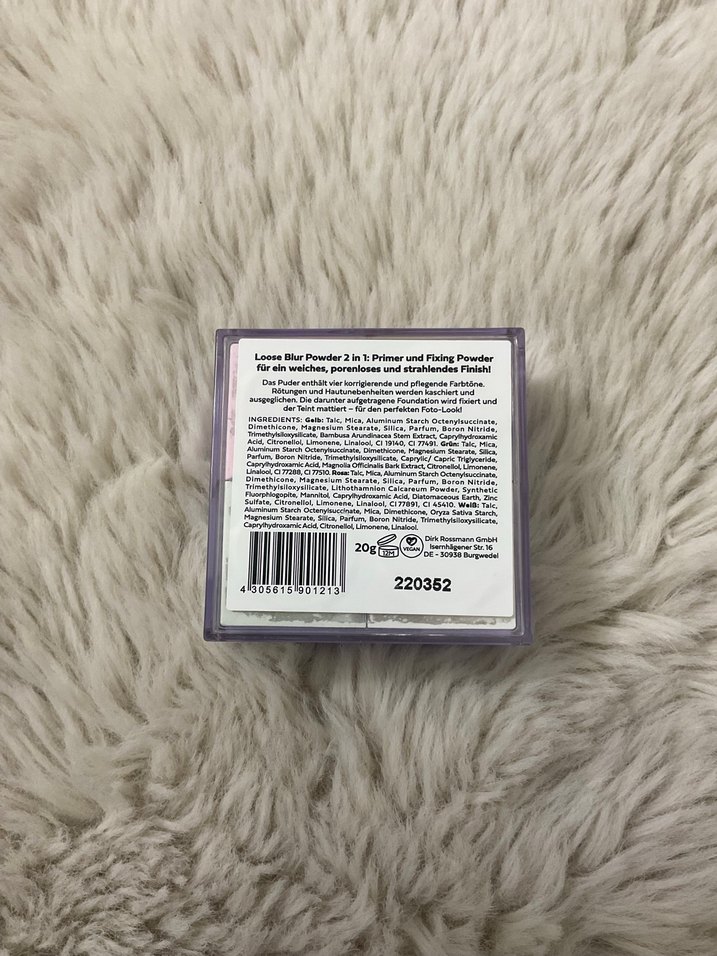 Loose Blur Powder 2 in 1: Primer und Fixing Powder
für ein weiches, porenloses und strahlendes Finish!
Das Puder enthält vier korrigierende und pflegende Farbtöne.
Rötungen und Hautunebenheiten werden kaschiert und
ausgeglichen. Die darunter aufgetragene Foundation wird fixiert und
der Teint mattiert – für den perfekten Foto-Look!
INGREDIENTS: Gelb: Talc, Mica, Aluminum Starch Octenylsuccinate,
Dimethicone, Magnesium Stearate, Silica, Parfum, Boron Nitride,
Trimethylsiloxysilicate, Bambusa Arundinacea Stem Extract, Caprylhydroxamic
Acid, Citronellol, Limonene, Linalool, CI 19140, CI 77491. Grün: Talc, Mica,
Aluminum Starch Octenylsuccinate, Dimethicone, Magnesium Stearate, Silica,
Parfum, Boron Nitride, Trimethylsiloxysilicate, Caprylic/ Capric Triglyceride,
Caprylhydroxamic Acid, Magnolia Officinalis Bark Extract, Citronellol, Limonene,
Linalool, CI 77288, CI 77510. Rosa: Talc, Mica, Aluminum Starch Octenylsuccinate,
Dimethicone, Magnesium Stearate, Silica, Parfum, Boron Nitride,
Trimethylsiloxysilicate, Lithothamnion Calcareum Powder, Synthetic
Fluorphlogopite, Mannitol, Caprylhydroxamic Acid, Diatomaceous Earth, Zinc
Sulfate, Citronellol, Limonene, Linalool, CI 77891, CI 45410. Weiß: Talc,
Aluminum Starch Octenylsuccinate, Mica, Dimethicone, Oryza Sativa Starch,
Magnesium Stearate, Silica, Parfum, Boron Nitride, Trimethylsiloxysilicate,
Caprylhydroxamic Acid, Citronellol, Limonene, Linalool.
20g
12M
VEGAN
Dirk Rossmann GmbH
Isernhägener Str. 16
DE - 30938 Burgwedel
4 305615 901213
220352